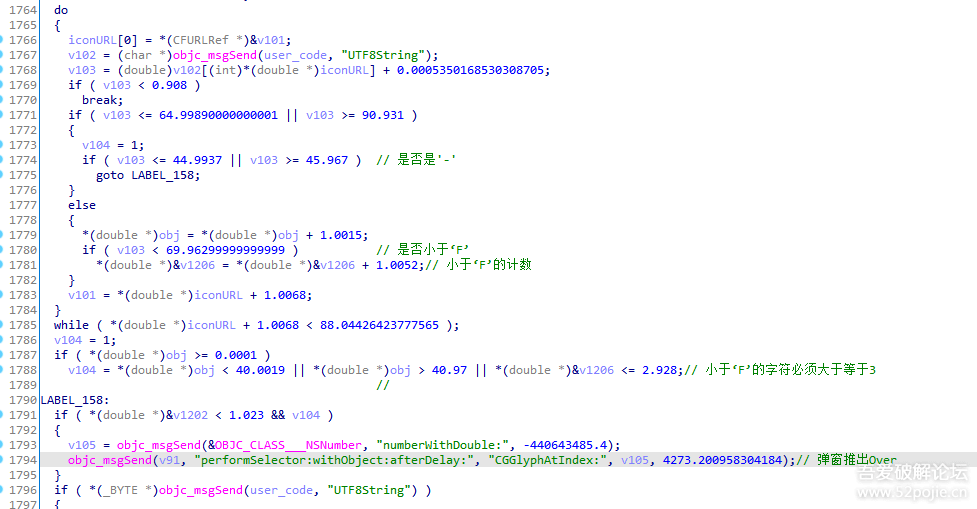 1764 do
1765 {
1766 iconURL[0] = *(CFURLRef *)&v101;
1767 v102 = (char *)objc_msgSend(user_code, "UTF8String");
1768 v103 = (double)v102[(int)*(double *)iconURL] + 0.0005350168530308705;
1769 if ( v103 < 0.908 )
1770 break;
1771 if ( v103 <= 64.99890000000001 || v103 >= 90.931 )
1772 {
1773 v104 = 1;
1774 if ( v103 <= 44.9937 || v103 >= 45.967 ) // 是否是'-'
1775 goto LABEL_158;
1776 }
1777 else
1778 {
1779 *(double *)obj = *(double *)obj + 1.0015;
1780 if ( v103 < 69.96299999999999 ) // 是否小于‘F’
1781 *(double *)&v1206 = *(double *)&v1206 + 1.0052;// 小于‘F’的计数
1782 }
1783 v101 = *(double *)iconURL + 1.0068;
1784 }
1785 while ( *(double *)iconURL + 1.0068 < 88.04426423777565 );
1786 v104 = 1;
1787 if ( *(double *)obj >= 0.0001 )
1788 v104 = *(double *)obj < 40.0019 || *(double *)obj > 40.97 || *(double *)&v1206 <= 2.928;// 小于‘F’的字符必须大于等于3
1789 //
1790 LABEL_158:
1791 if ( *(double *)&v1202 < 1.023 && v104 )
1792 {
1793 v105 = objc_msgSend(&OBJC_CLASS___NSNumber, "numberWithDouble:", -440643485.4);
1794 objc_msgSend(v91, "performSelector:withObject:afterDelay:", "CGGlyphAtIndex:", v105, 4273.200958304184);// 弹窗推出Over
1795 }
1796 if ( *(_BYTE *)objc_msgSend(user_code, "UTF8String") )
1797 {
吾爱破解论坛
www.52pojie.cn